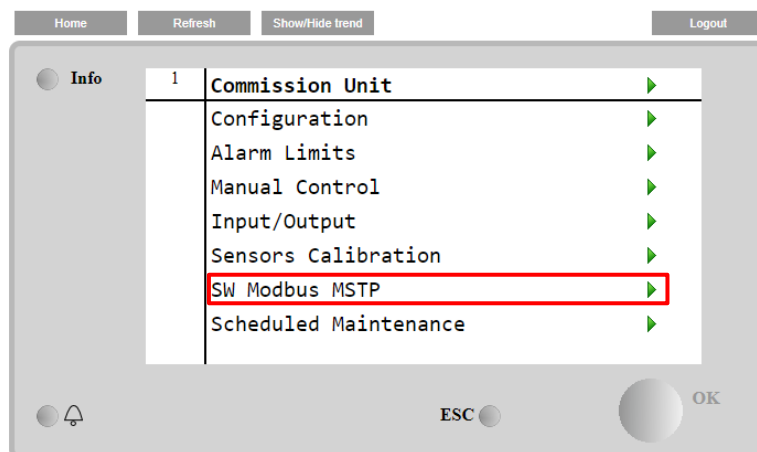 Home Refresh Show/Hide trend Logout
Info 1 Commission Unit
Configuration
Alarm Limits
Manual Control
Input/Output
Sensors Calibration
SW Modbus MSTP
Scheduled Maintenance
ESC OK